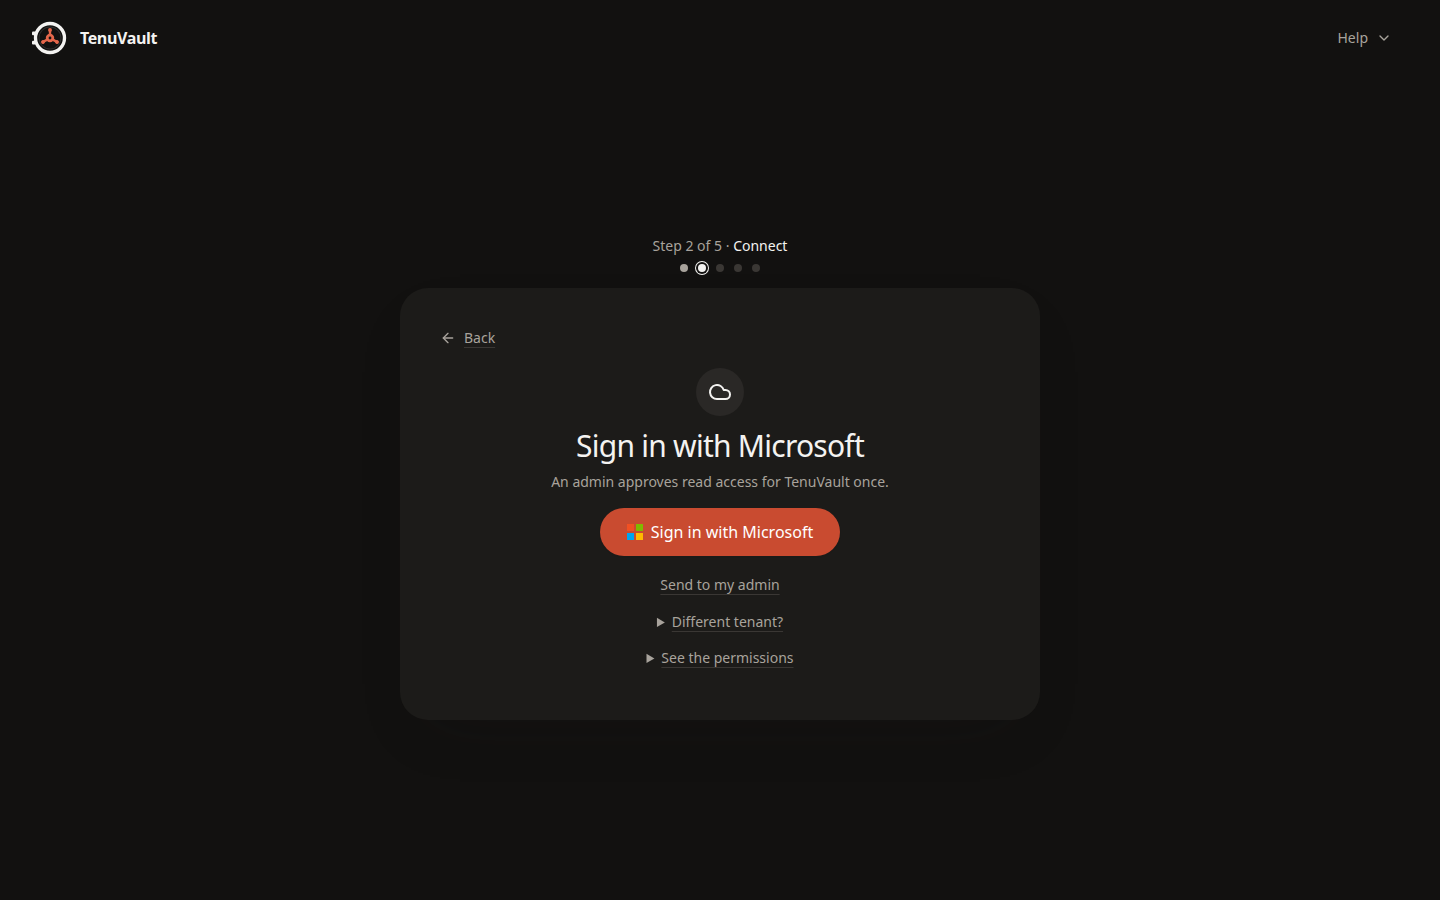 TenuVault
Help
Step 2 of 5 · Connect
Back
Sign in with Microsoft
An admin approves read access for TenuVault once.
Sign in with Microsoft
Send to my admin
Different tenant?
See the permissions